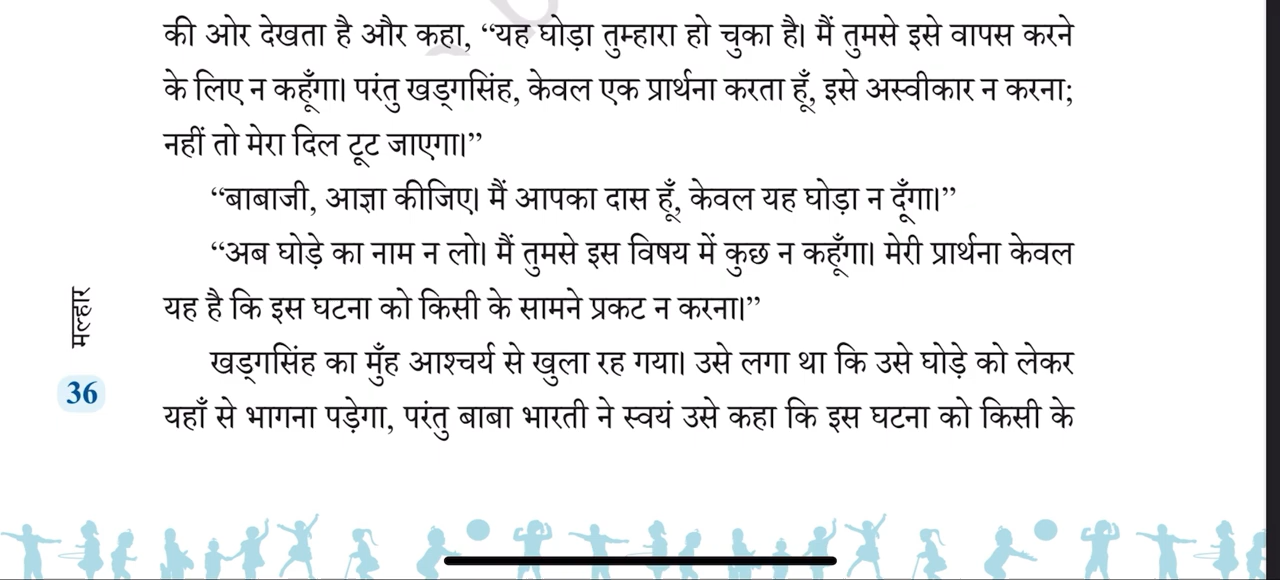 की ओर देखता है और कहा, “यह घोड़ा तुम्हारा हो चुका है। मैं तुमसे इसे वापस करने
के लिए न कहूँगा। परंतु खड्गसिंह, केवल एक प्रार्थना करता हूँ, इसे अस्वीकार न करना;
नहीं तो मेरा दिल टूट जाएगा।”
“बाबाजी, आज्ञा कीजिए। मैं आपका दास हूँ, केवल यह घोड़ा न दूँगा।”
“अब घोड़े का नाम न लो। मैं तुमसे इस विषय में कुछ न कहूँगा। मेरी प्रार्थना केवल
यह है कि इस घटना को किसी के सामने प्रकट न करना।”
खड्गसिंह का मुँह आश्चर्य से खुला रह गया। उसे लगा था कि उसे घोड़े को लेकर
यहाँ से भागना पड़ेगा, परंतु बाबा भारती ने स्वयं उसे कहा कि इस घटना को किसी के
मल्हार
36